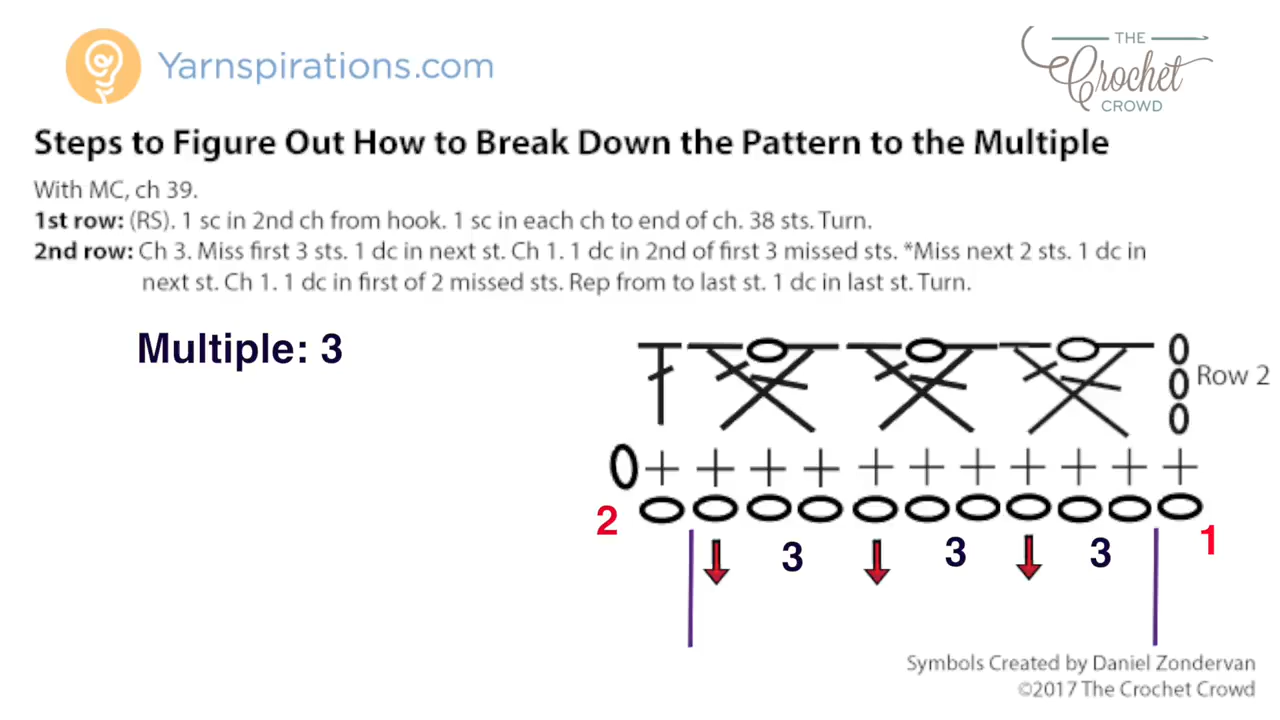 Yarnspirations.com
THE
Crochet
CROWD
Steps to Figure Out How to Break Down the Pattern to the Multiple
With MC, ch 39.
1st row: (RS). 1 sc in 2nd ch from hook. 1 sc in each ch to end of ch. 38 sts. Turn.
2nd row: Ch 3. Miss first 3 sts. 1 dc in next st. Ch 1. 1 dc in 2nd of first 3 missed sts. *Miss next 2 sts. 1 dc in
next st. Ch 1. 1 dc in first of 2 missed sts. Rep from to last st. 1 dc in last st. Turn.
Multiple: 3
Row 2
2 3 3 3 1
Symbols Created by Daniel Zondervan
©2017 The Crochet Crowd